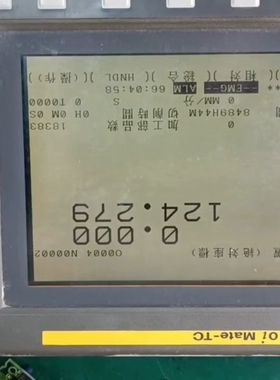 0i Mate-TC
置(絶対座標) O0004 N00002
0.000
124.279
0 加工部品数 18383
8489H44M 切削時間 0H 0M 0S
0 MM/分 S T0000
** --EMG-- ALM 66:04:58
)( 相対 )( 総合 )( HNDL )( (操作)